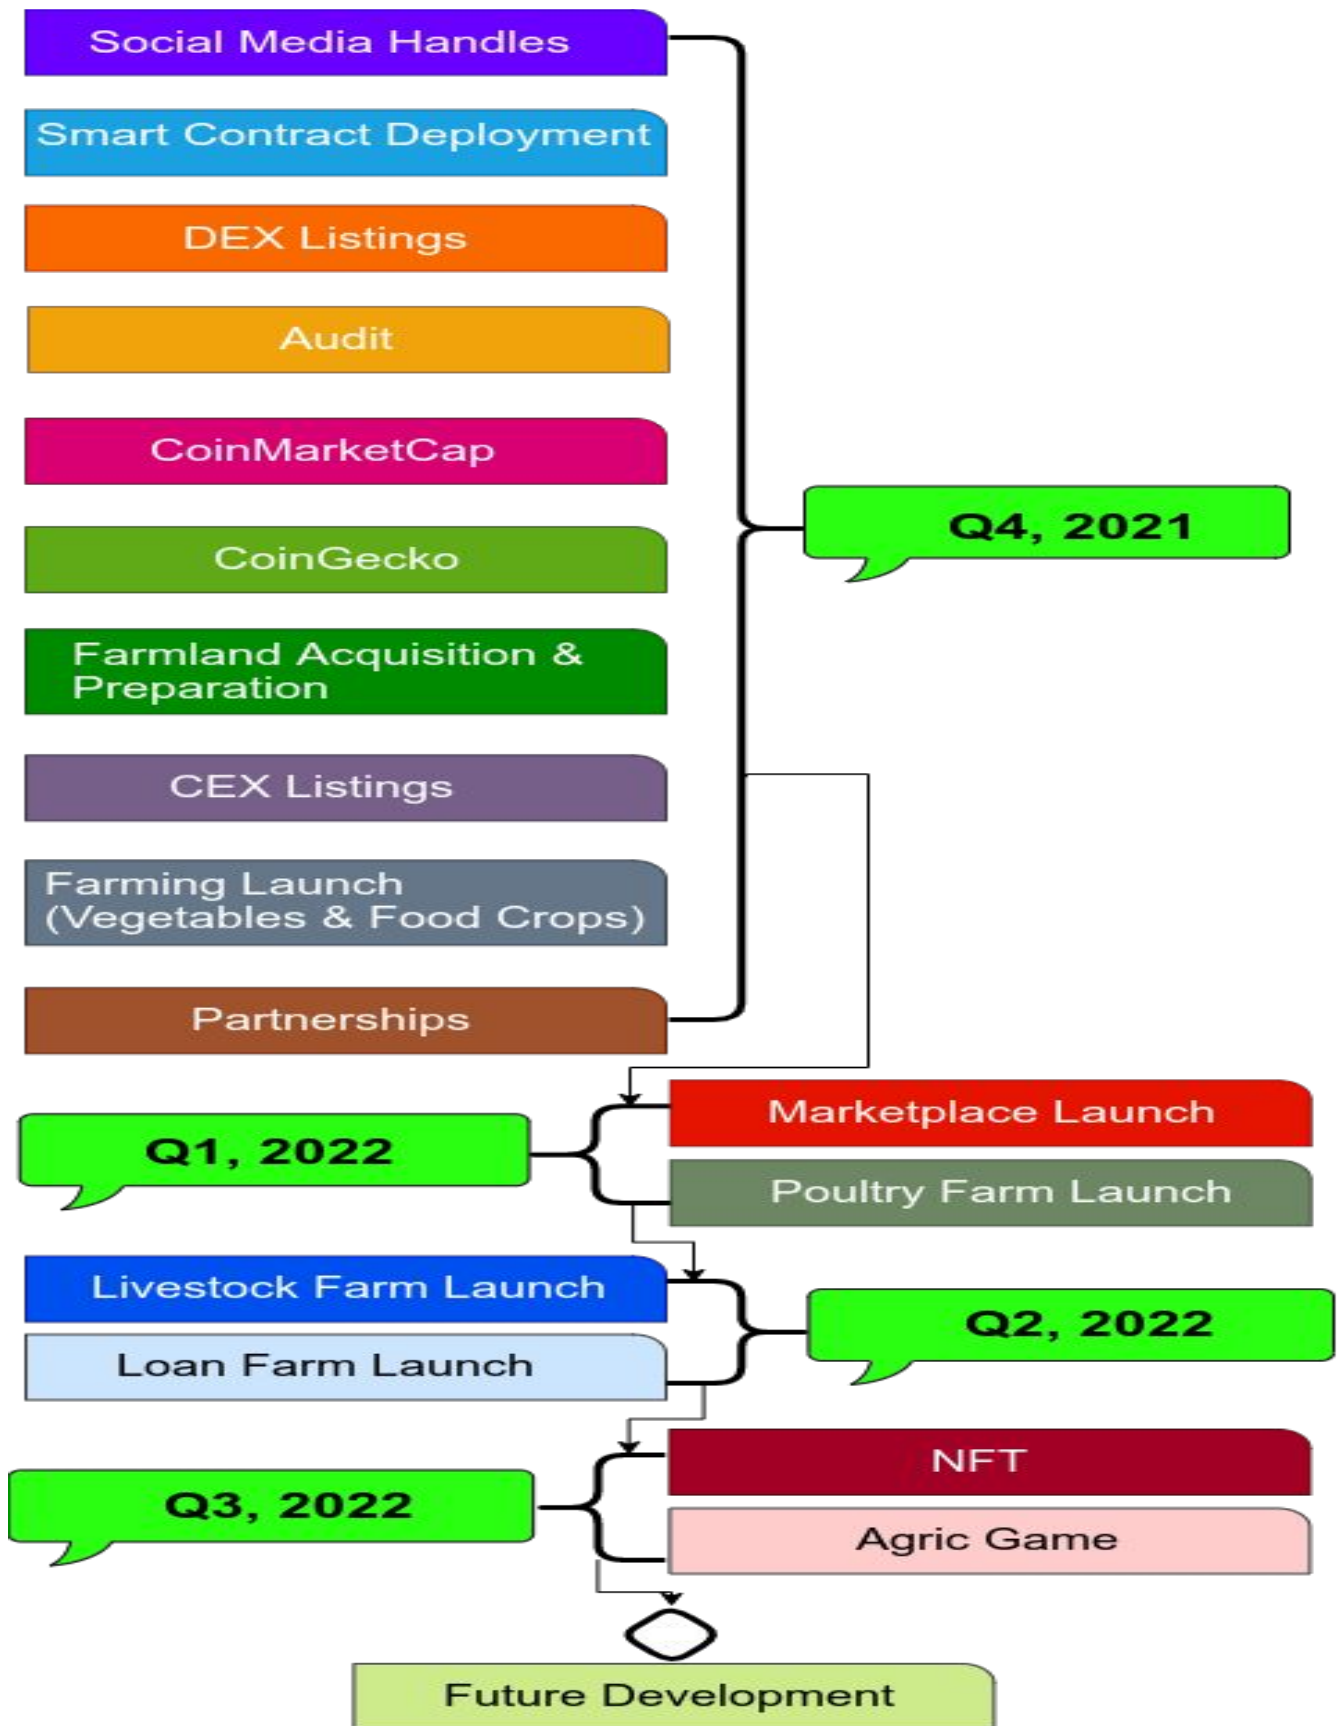 Social Media Handles
Smart Contract Deployment
DEX Listings
Audit
CoinMarketCap
Q4, 2021
CoinGecko
Farmland Acquisition &
Preparation
CEX Listings
Farming Launch
(Vegetables & Food Crops)
Partnerships
Marketplace Launch
Q1, 2022
Poultry Farm Launch
Livestock Farm Launch
Q2, 2022
Loan Farm Launch
NFT
Q3, 2022
Agric Game
Future Development